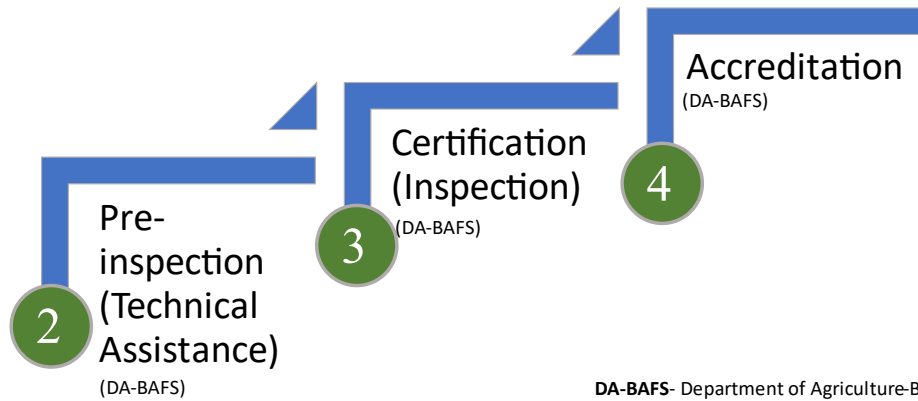 2
Pre-
inspection
(Technical
Assistance)
(DA-BAFS)
3
Certification
(Inspection)
(DA-BAFS)
4
Accreditation
(DA-BAFS)
DA-BAFS- Department of Agriculture-B